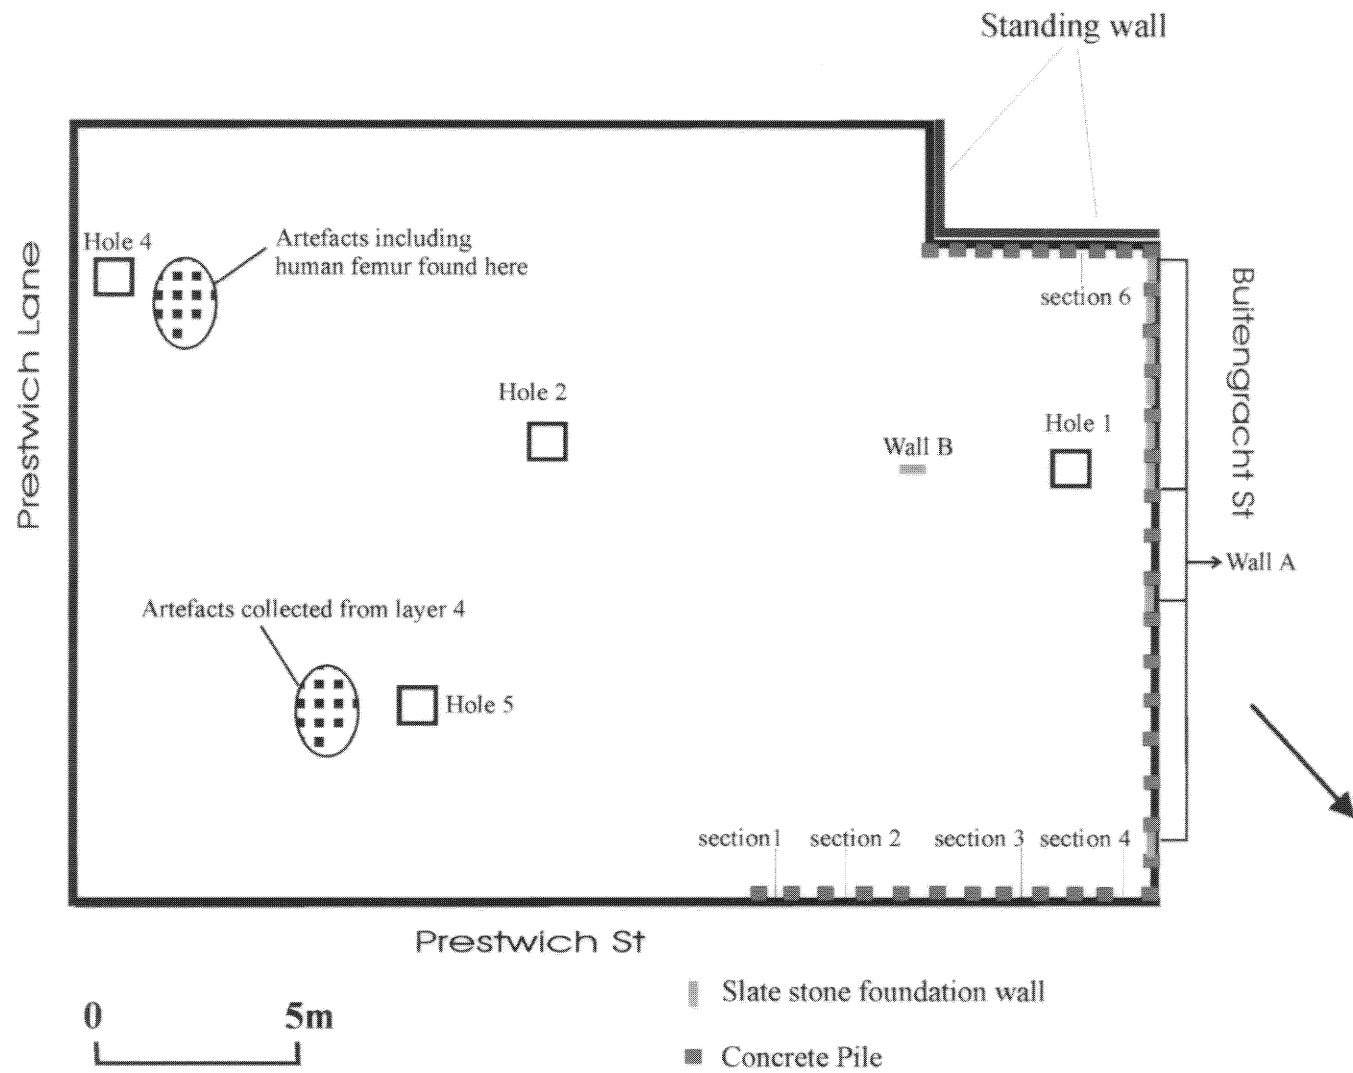 Standing wall
Hole 4
Artefacts including
human femur found here
Prestwich Lane
section 6
Buitengracht St
Hole 2
Hole 1
Wall B
Wall A
Artefacts collected from layer 4
Hole 5
section1
section 2
section 3
section 4
Prestwich St
0
5m
Slate stone foundation wall
Concrete Pile